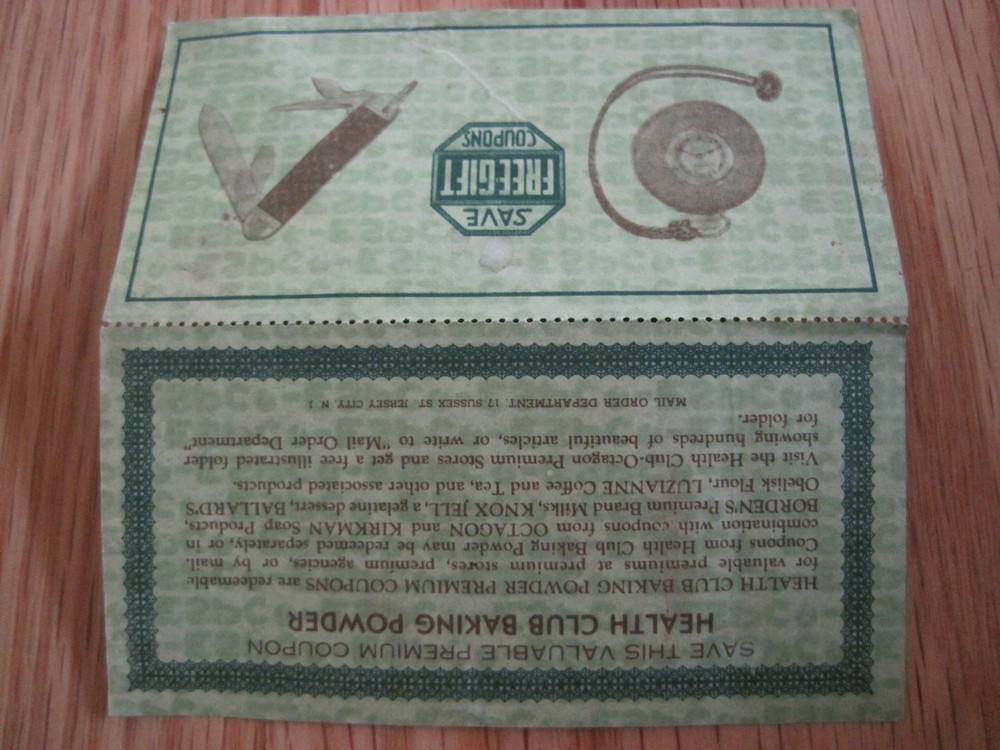 SAVE THIS VALUABLE PREMIUM COUPON
HEALTH CLUB BAKING POWDER
HEALTH CLUB BAKING POWDER PREMIUM COUPONS are redeemable
for valuable premiums at premium stores, premium agencies, or by mail.
Coupons from Health Club Baking Powder may be redeemed separately, or in
combination with coupons from OCTAGON and KIRKMAN Soap Products,
BORDEN'S Premium Brand Milks, KNOX JELL, a gelatine dessert, BALLARD'S
Obelisk Flour, LUZIANNE Coffee and Tea, and other associated products.
Visit the Health Club-Octagon Premium Stores and get a free illustrated folder
showing hundreds of beautiful articles, or write to "Mail Order Department"
for folder.
MAIL ORDER DEPARTMENT, 17 SUSSEX ST. JERSEY CITY, N. J.
SAVE
FREE-GIFT
COUPONS